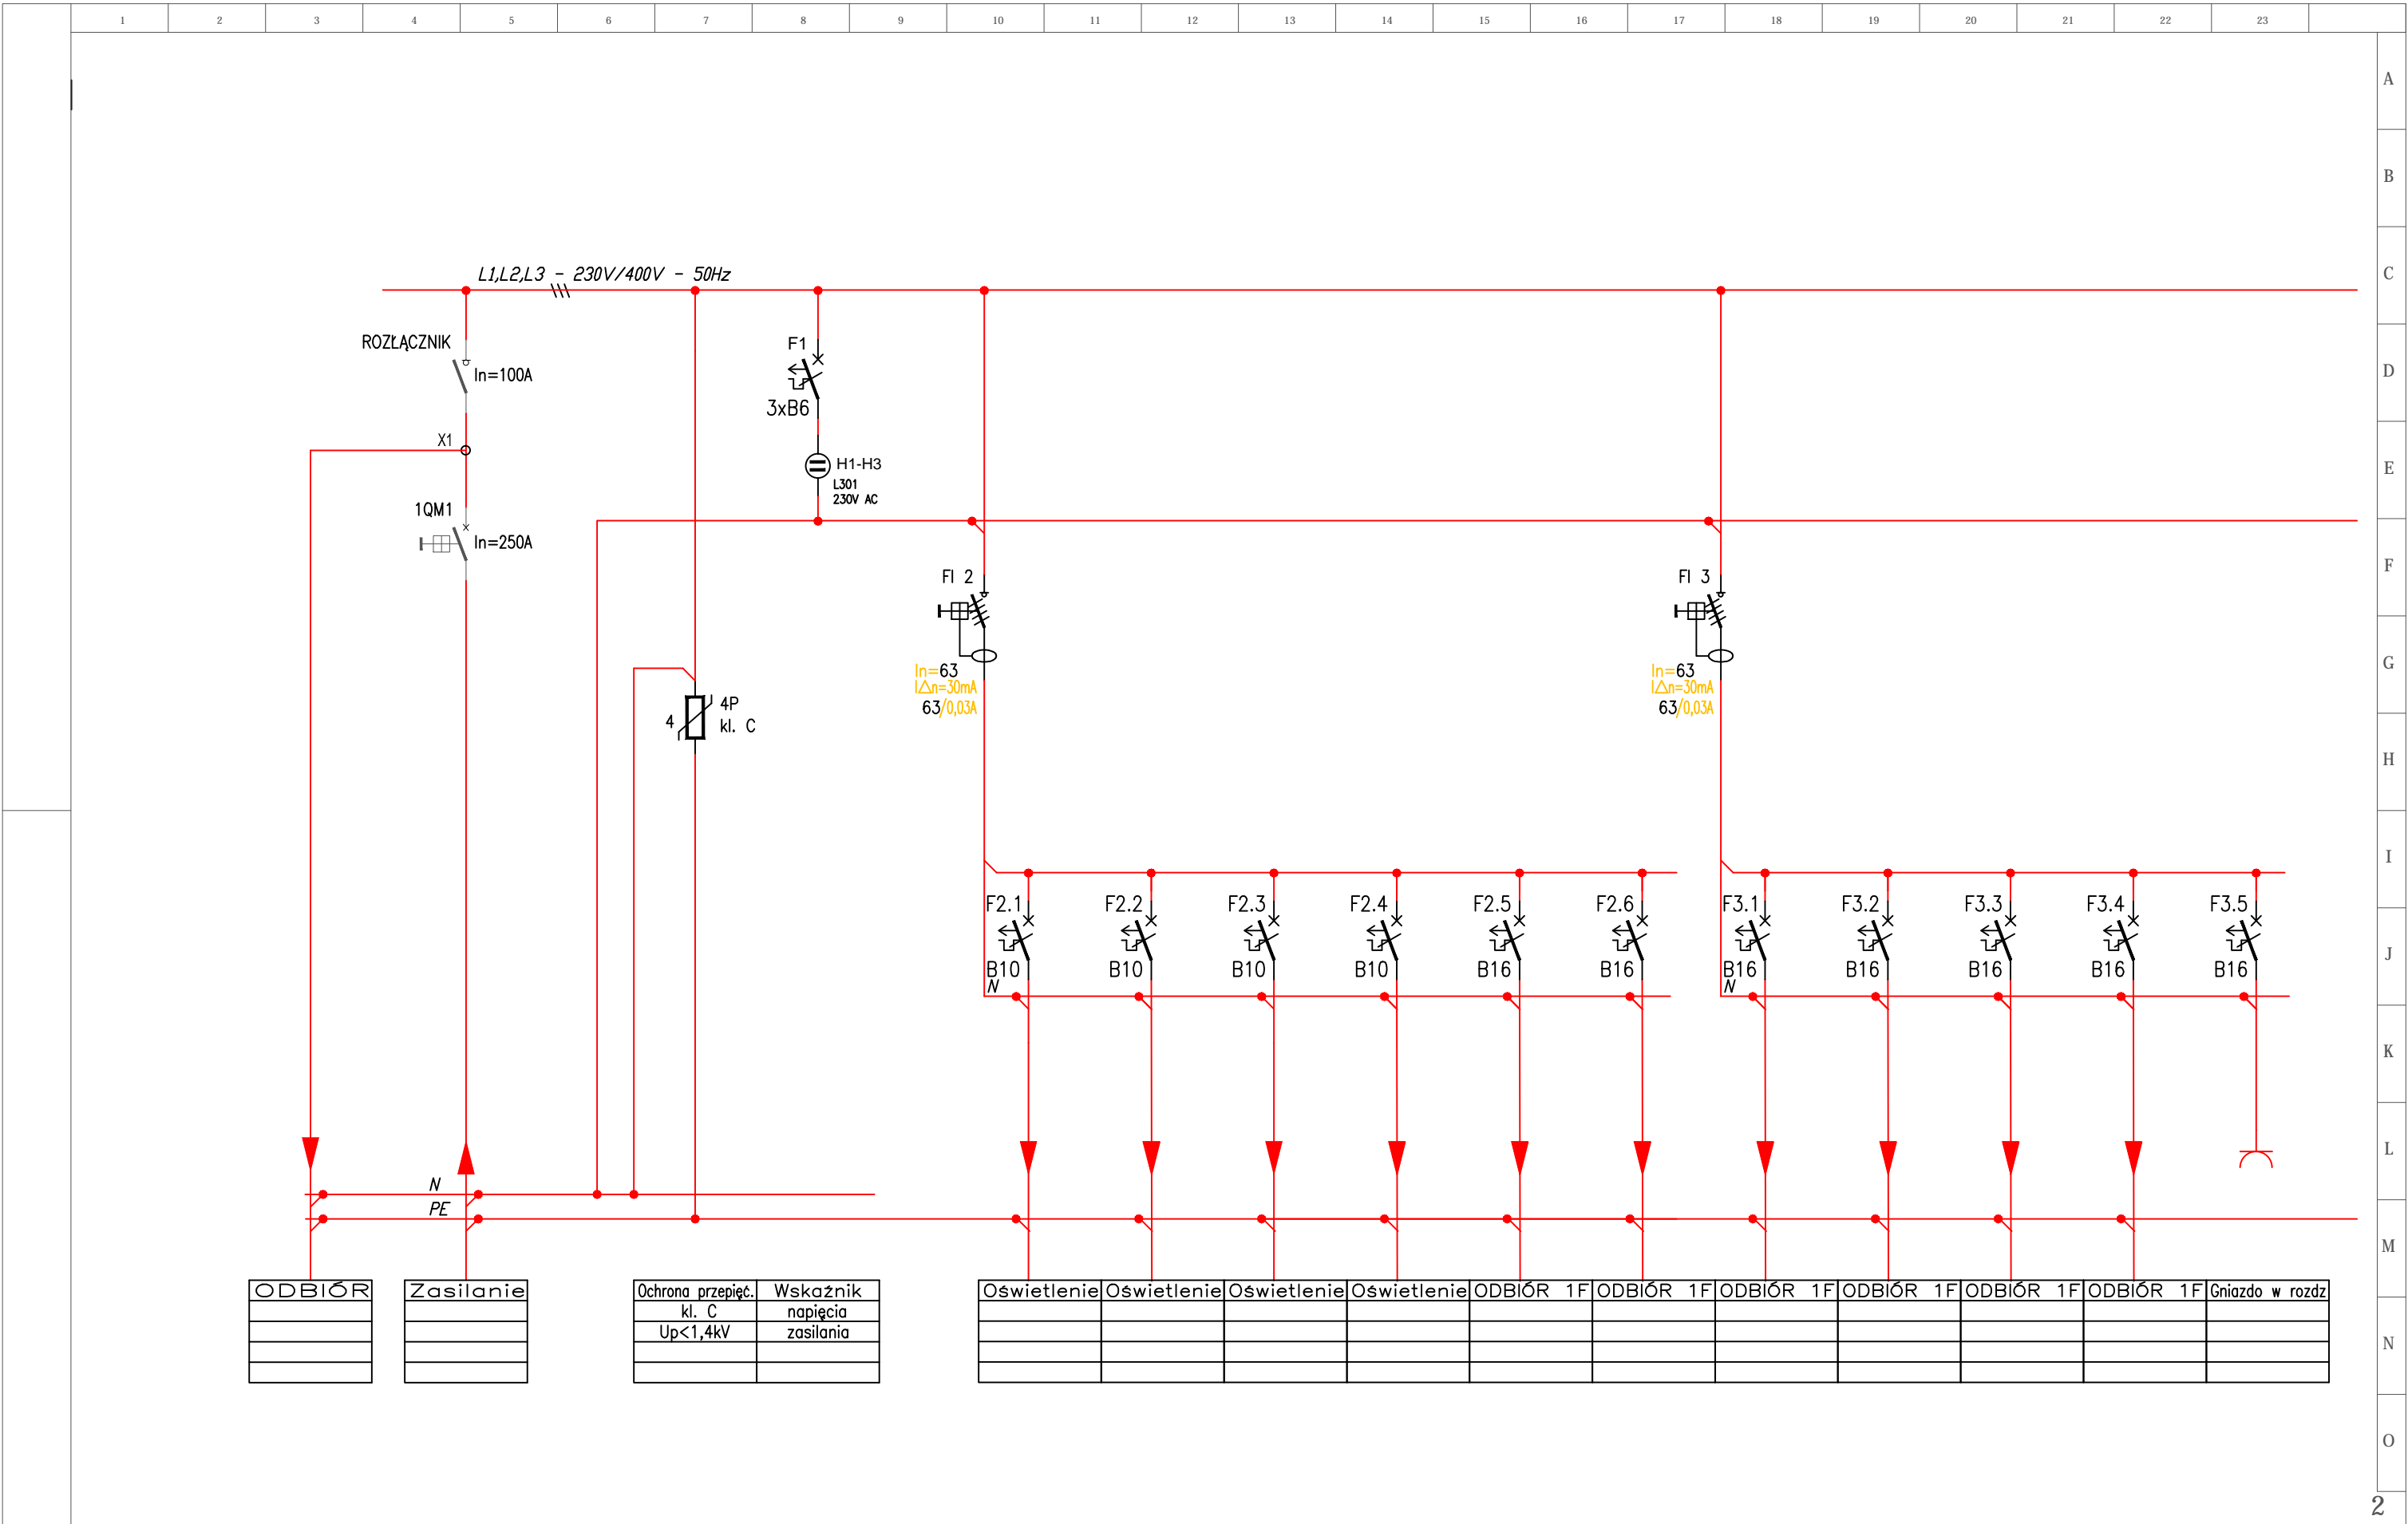 1 2 3 4 5 6 7 8 9 10 11 12 13 14 15 16 17 18 19 20 21 22 23
A
B
C
D
E
F
G
H
I
J
K
L
M
N
O
2
L1,L2,L3 - 230V/400V - 50Hz
ROZŁĄCZNIK
In=100A
X1
1QM1
In=250A
F1
3xB6
H1-H3
L301
230V AC
4
4P
kl. C
FI 2
In=63
I△n=30mA
63/0,03A
FI 3
In=63
I△n=30mA
63/0,03A
F2.1 F2.2 F2.3 F2.4 F2.5 F2.6 F3.1 F3.2 F3.3 F3.4 F3.5
B10 B10 B10 B10 B16 B16 B16 B16 B16 B16 B16
N N
N
PE
ODBIÓR
Zasilanie
Ochrona przepięć.
kl. C
Up<1,4kV
Wskaźnik
napięcia
zasilania
Oświetlenie Oświetlenie Oświetlenie Oświetlenie ODBIÓR 1F ODBIÓR 1F ODBIÓR 1F ODBIÓR 1F ODBIÓR 1F ODBIÓR 1F Gniazdo w rozdz